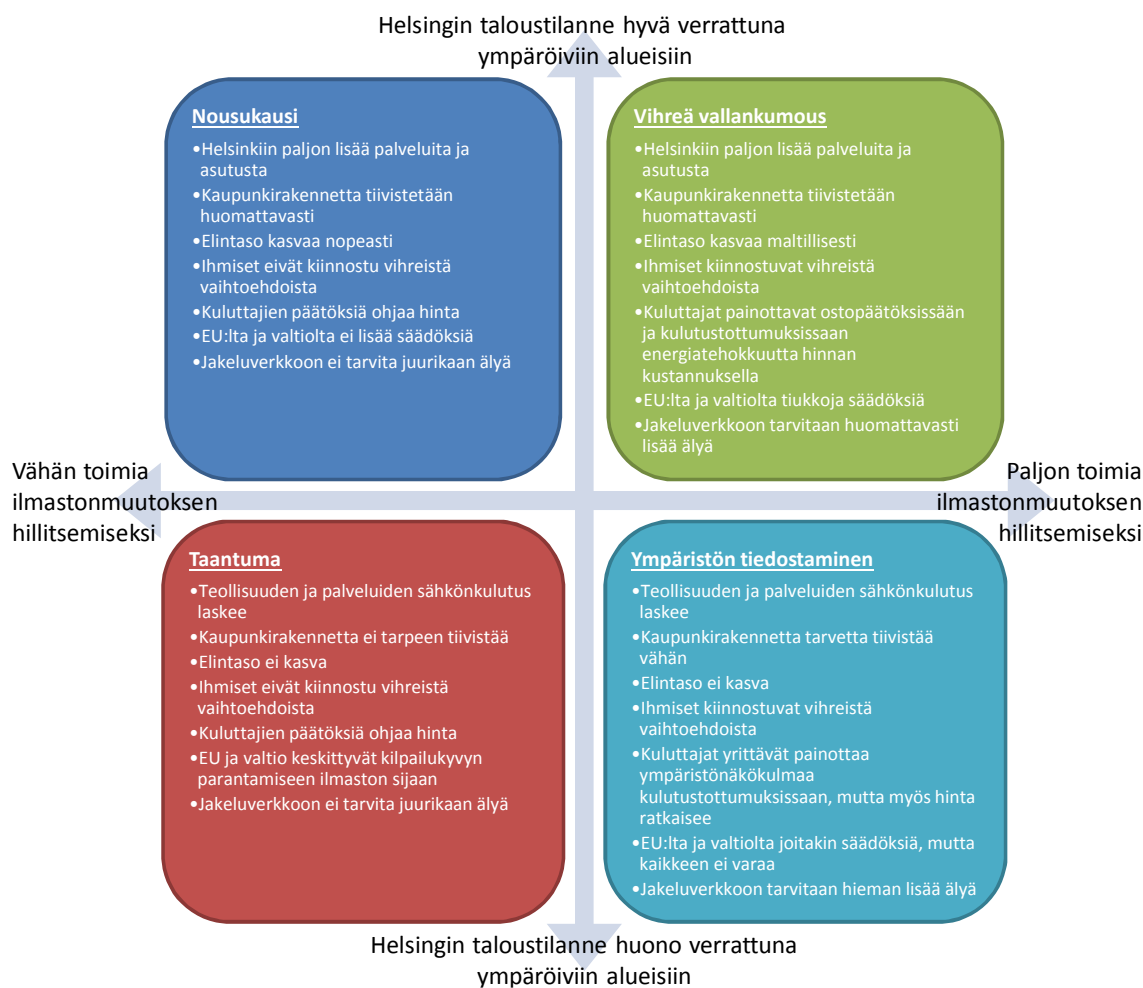 Helsingin taloustilanne hyvä verrattuna
ympäröiviin alueisiin
Nousukausi
•Helsinkiin paljon lisää palveluita ja
asutusta
•Kaupunkirakennetta tiivistetään
huomattavasti
•Elintaso kasvaa nopeasti
•Ihmiset eivät kiinnostu vihreistä
vaihtoehdoista
•Kuluttajien päätöksiä ohjaa hinta
•EU:lta ja valtiolta ei lisää säädöksiä
•Jakeluverkkoon ei tarvita juurikaan älyä
Vihreä vallankumous
•Helsinkiin paljon lisää palveluita ja
asutusta
•Kaupunkirakennetta tiivistetään
huomattavasti
•Elintaso kasvaa maltillisesti
•Ihmiset kiinnostuvat vihreistä
vaihtoehdoista
•Kuluttajat painottavat ostopäätöksissään
ja kulutustottumuksissaan
energiatehokkuutta hinnan
kustannuksella
•EU:lta ja valtiolta tiukkoja säädöksiä
•Jakeluverkkoon tarvitaan huomattavasti
lisää älyä
Vähän toimia
ilmastonmuutoksen
hillitsemiseksi
Paljon toimia
ilmastonmuutoksen
hillitsemiseksi
Taantuma
•Teollisuuden ja palveluiden sähkönkulutus
laskee
•Kaupunkirakennetta ei tarpeen tiivistää
•Elintaso ei kasva
•Ihmiset eivät kiinnostu vihreistä
vaihtoehdoista
•Kuluttajien päätöksiä ohjaa hinta
•EU ja valtio keskittyvät kilpailukyvyn
parantamiseen ilmaston sijaan
•Jakeluverkkoon ei tarvita juurikaan älyä
Ympäristön tiedostaminen
•Teollisuuden ja palveluiden sähkönkulutus
laskee
•Kaupunkirakennetta tarvetta tiivistää
vähän
•Elintaso ei kasva
•Ihmiset kiinnostuvat vihreistä
vaihtoehdoista
•Kuluttajat yrittävät painottaa
ympäristönäkökulmaa
kulutustottumuksissaan, mutta myös hinta
ratkaisee
•EU:lta ja valtiolta joitakin säädöksiä, mutta
kaikkeen ei varaa
•Jakeluverkkoon tarvitaan hieman lisää älyä
Helsingin taloustilanne huono verrattuna
ympäröiviin alueisiin